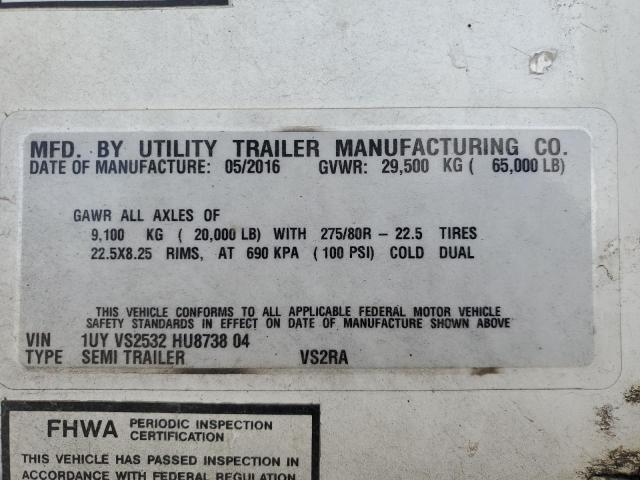 MFD. BY UTILITY TRAILER MANUFACTURING CO.
DATE OF MANUFACTURE: 05/2016 GVWR: 29,500 KG ( 65,000 LB)
GAWR ALL AXLES OF
9,100 KG ( 20,000 LB) WITH 275/80R - 22.5 TIRES
22.5X8.25 RIMS, AT 690 KPA ( 100 PSI) COLD DUAL
THIS VEHICLE CONFORMS TO ALL APPLICABLE FEDERAL MOTOR VEHICLE
SAFETY STANDARDS IN EFFECT ON DATE OF MANUFACTURE SHOWN ABOVE
VIN 1UY VS2532 HU8738 04
TYPE SEMI TRAILER VS2RA
FHWA PERIODIC INSPECTION
CERTIFICATION
THIS VEHICLE HAS PASSED INSPECTION IN
ACCORDANCE WITH FEDERAL REGULATION